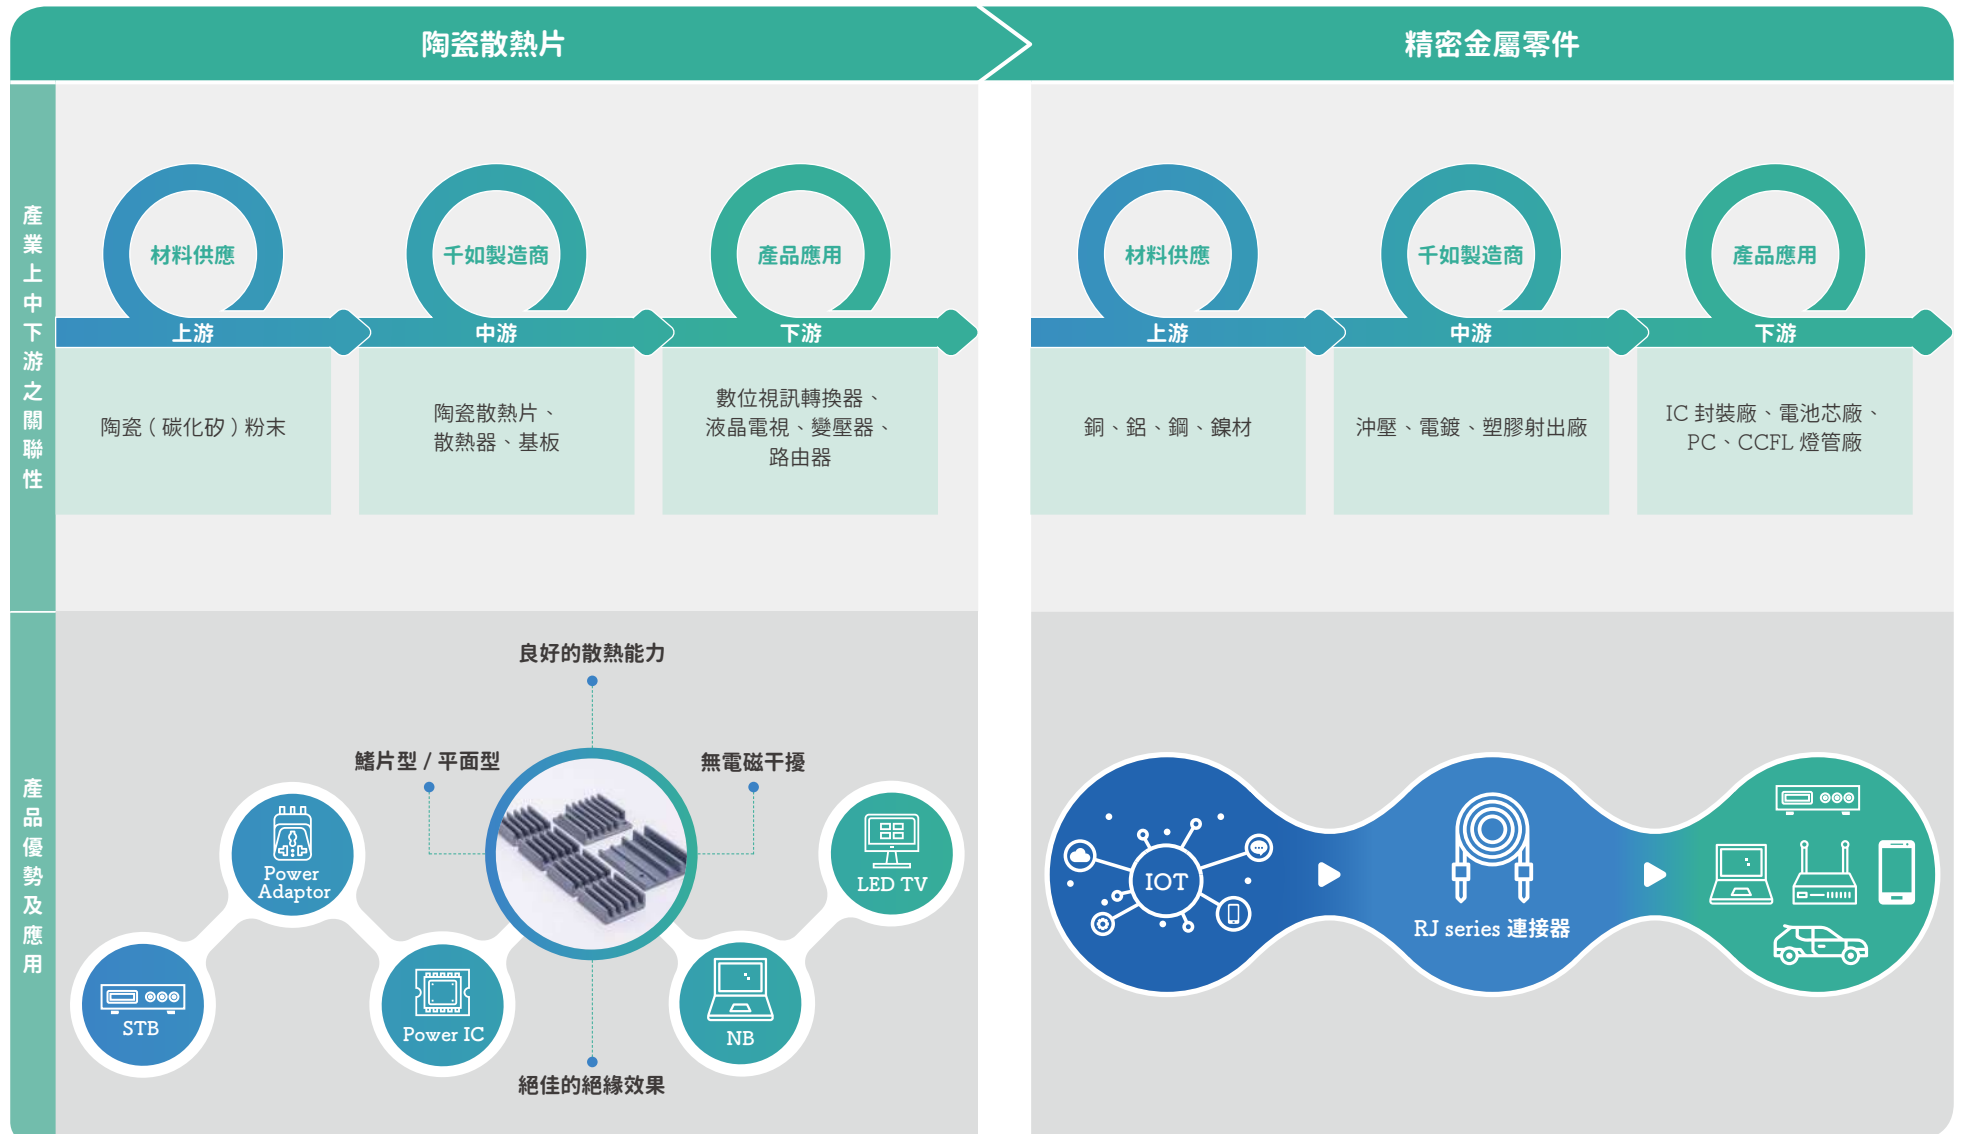 陶瓷散熱片
精密金屬零件
產業上中下游之關聯性
材料供應
千如製造商
產品應用
上游
中游
下游
陶瓷（碳化矽）粉末
陶瓷散熱片、
散熱器、基板
數位視訊轉換器、
液晶電視、變壓器、
路由器
材料供應
千如製造商
產品應用
上游
中游
下游
銅、鋁、鋼、鎳材
沖壓、電鍍、塑膠射出廠
IC 封裝廠、電池芯廠、
PC、CCFL 燈管廠
產品優勢及應用
良好的散熱能力
鰭片型 / 平面型
無電磁干擾
Power
Adaptor
LED TV
STB
Power IC
NB
絕佳的絕緣效果
IOT
RJ series 連接器